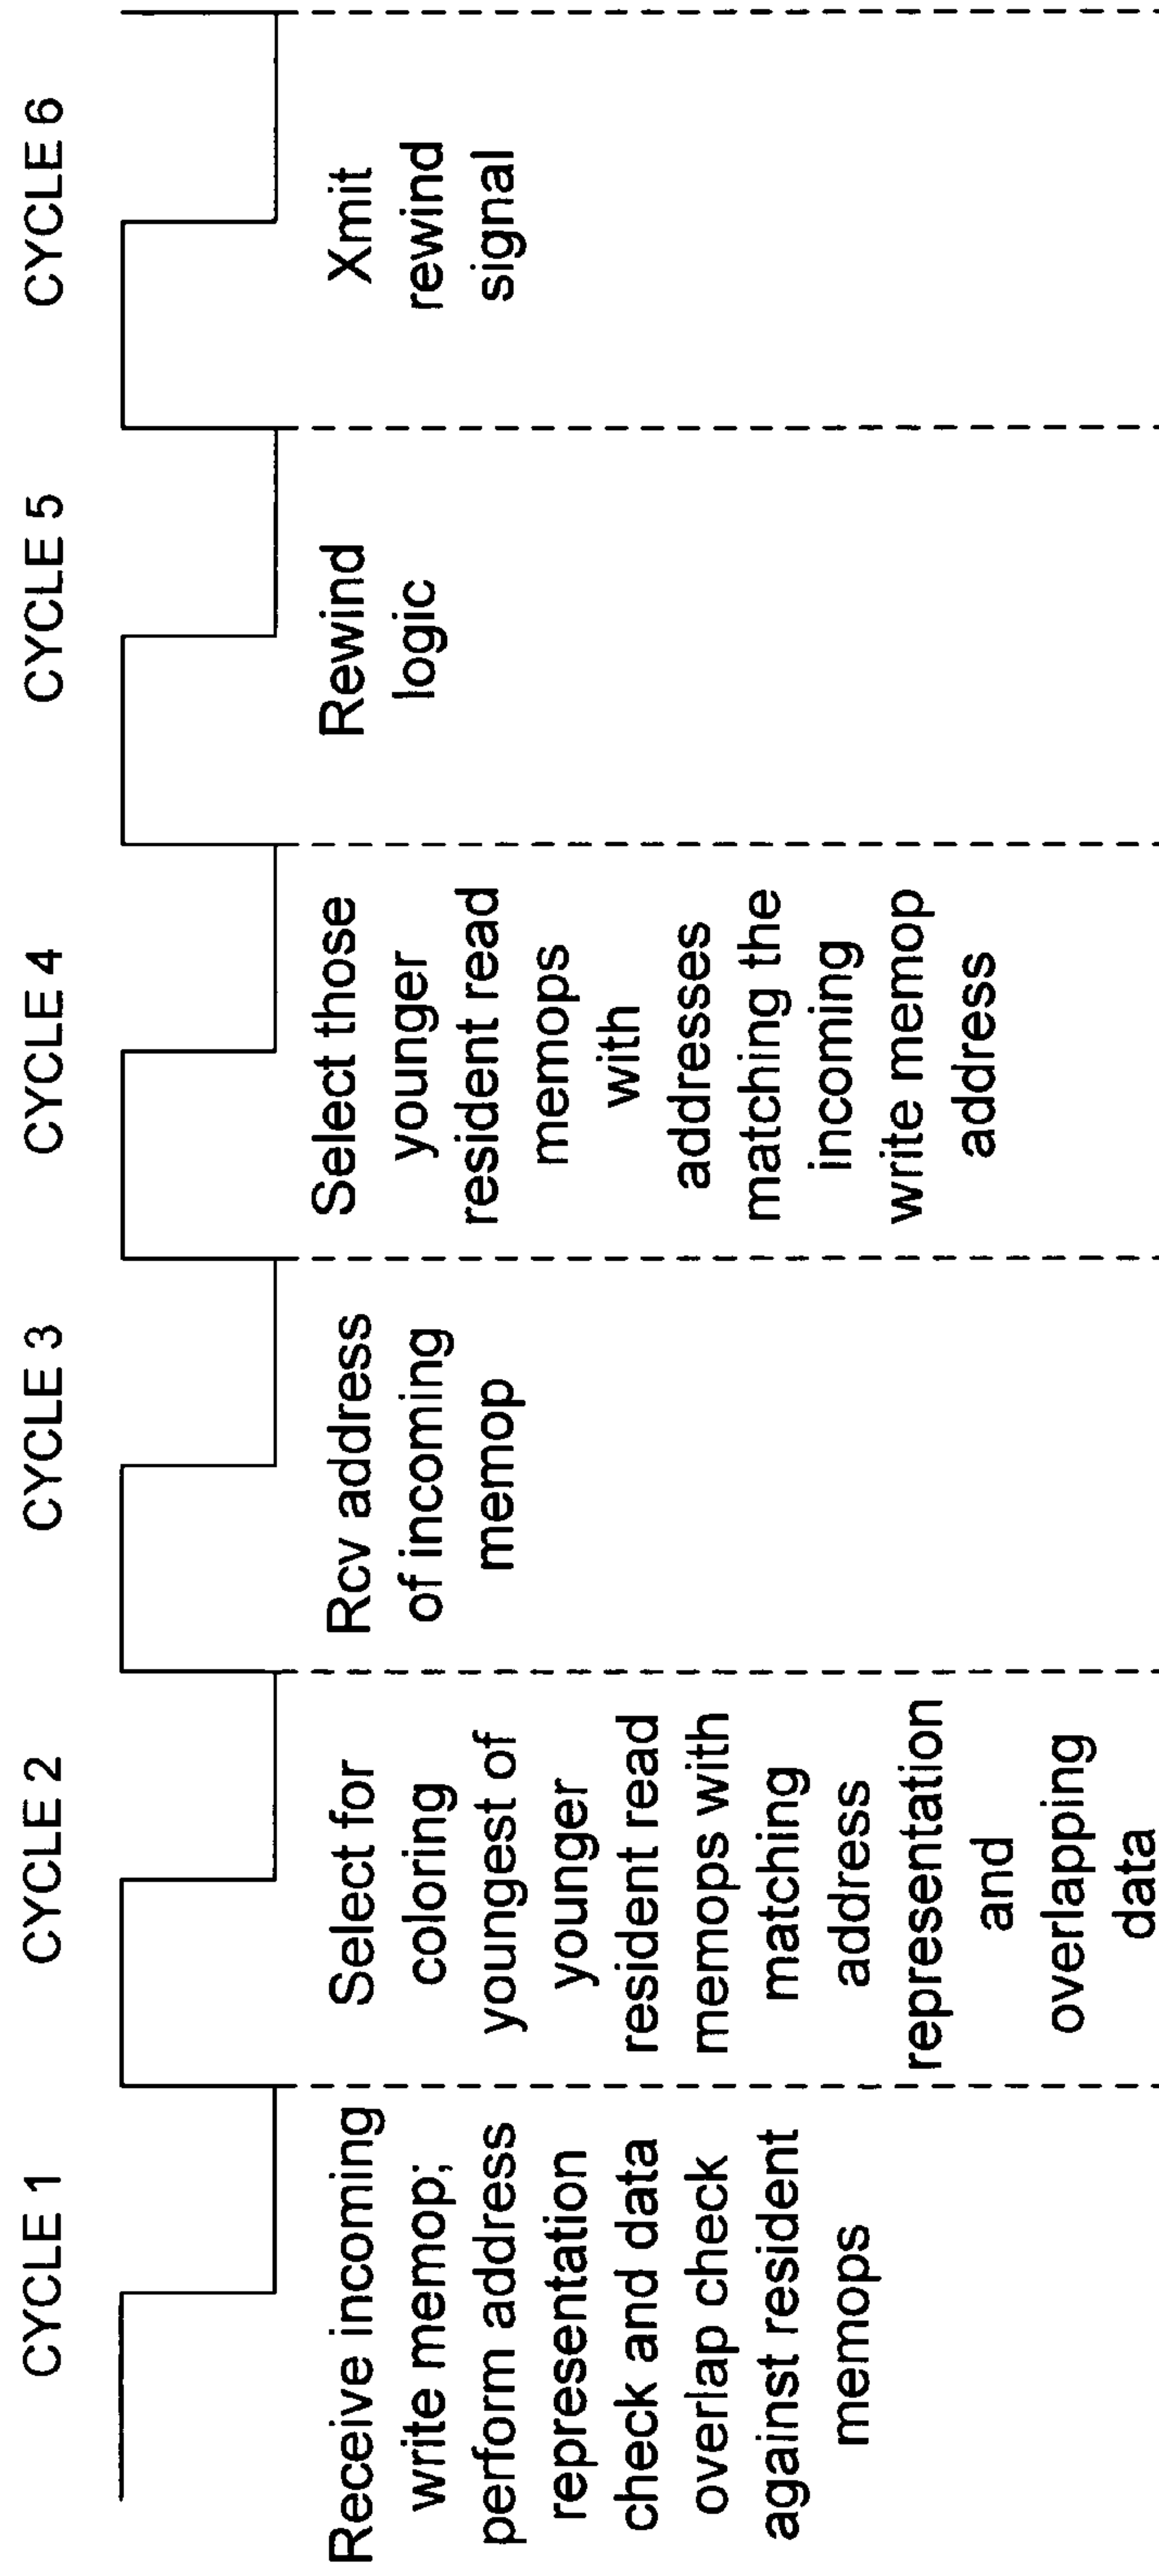 CYCLE 1
Receive incoming
write memop;
perform address
representation
check and data
overlap check
against resident
memops
CYCLE 2
Select for
coloring
youngest of
younger
resident read
memops with
matching
address
representation
and
overlapping
data
CYCLE 3
Rcv address
of incoming
memop
CYCLE 4
Select those
younger
resident read
memops
with
addresses
matching the
incoming
write memop
address
CYCLE 5
Rewind
logic
CYCLE 6
Xmit
rewind
signal